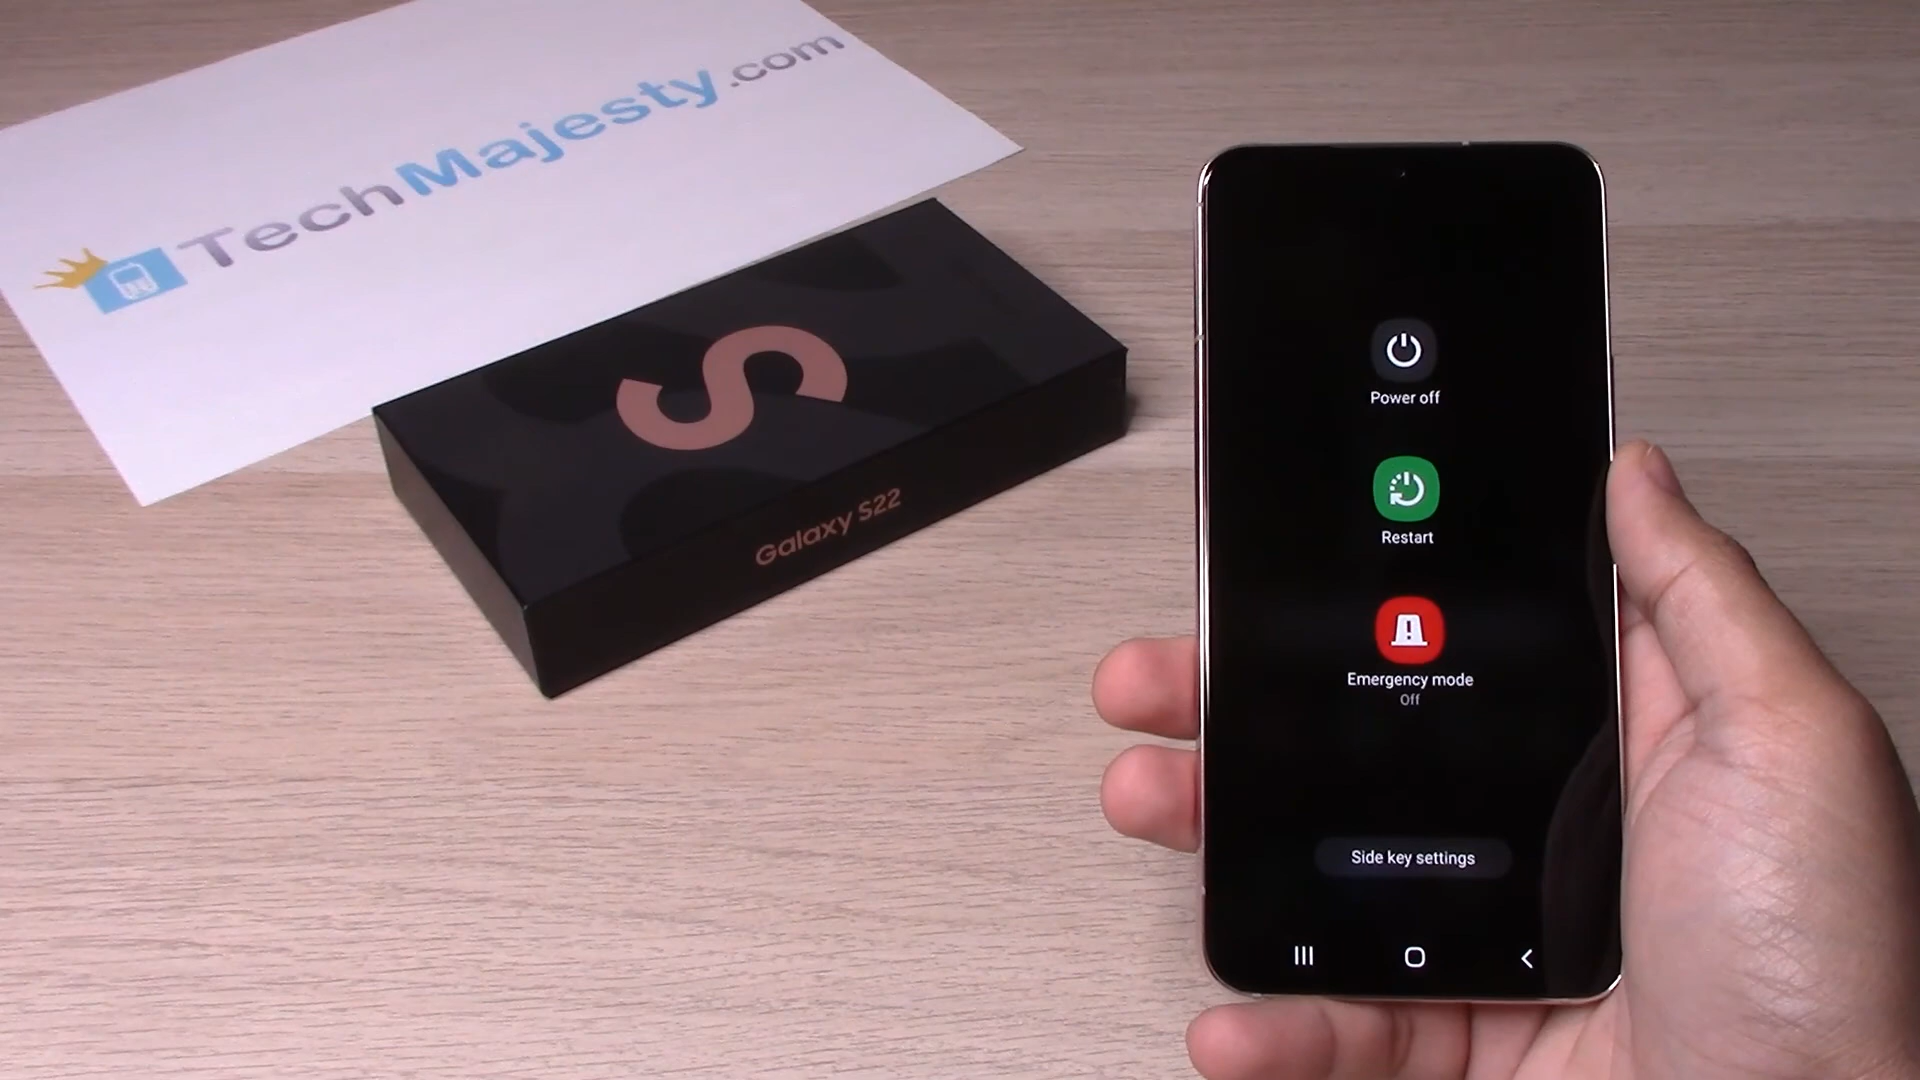 TechMajesty.com
Galaxy S22
Power off
Restart
Emergency mode
Off
Side key settings